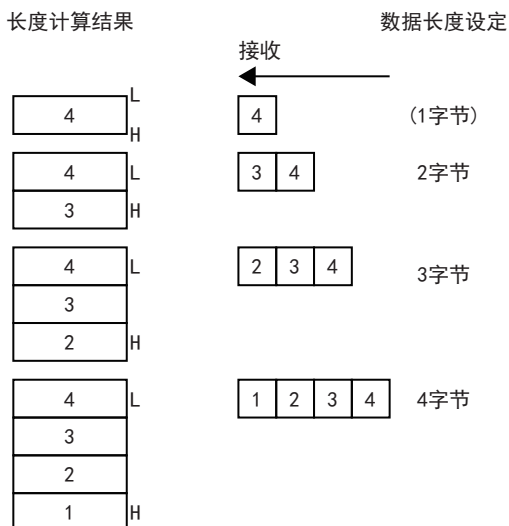 长度计算结果 数据长度设定
接收
4 L H 4 (1字节)
4 L 3 4 2字节
3 H
4 L 2 3 4 3字节
3
2 H
4 L 1 2 3 4 4字节
3
2
1 H